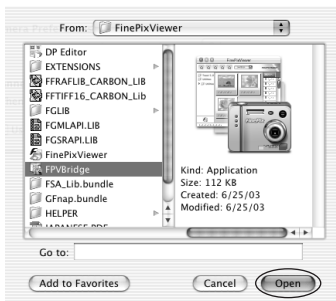 From: FinePixViewer
DP Editor
EXTENSIONS
FFRAFLIB_CARBON_LIB
FFTIFF16_CARBON_Lib
FGLIB
FGMLAPI.LIB
FGSRAPI.LIB
FinePixViewer
FPVBridge
FSA_Lib.bundle
GFnap.bundle
HELPER
JAPANESE.PDF
Kind: Application
Size: 112 KB
Created: 6/25/03
Modified: 6/25/03
Go to:
Add to Favorites
Cancel
Open